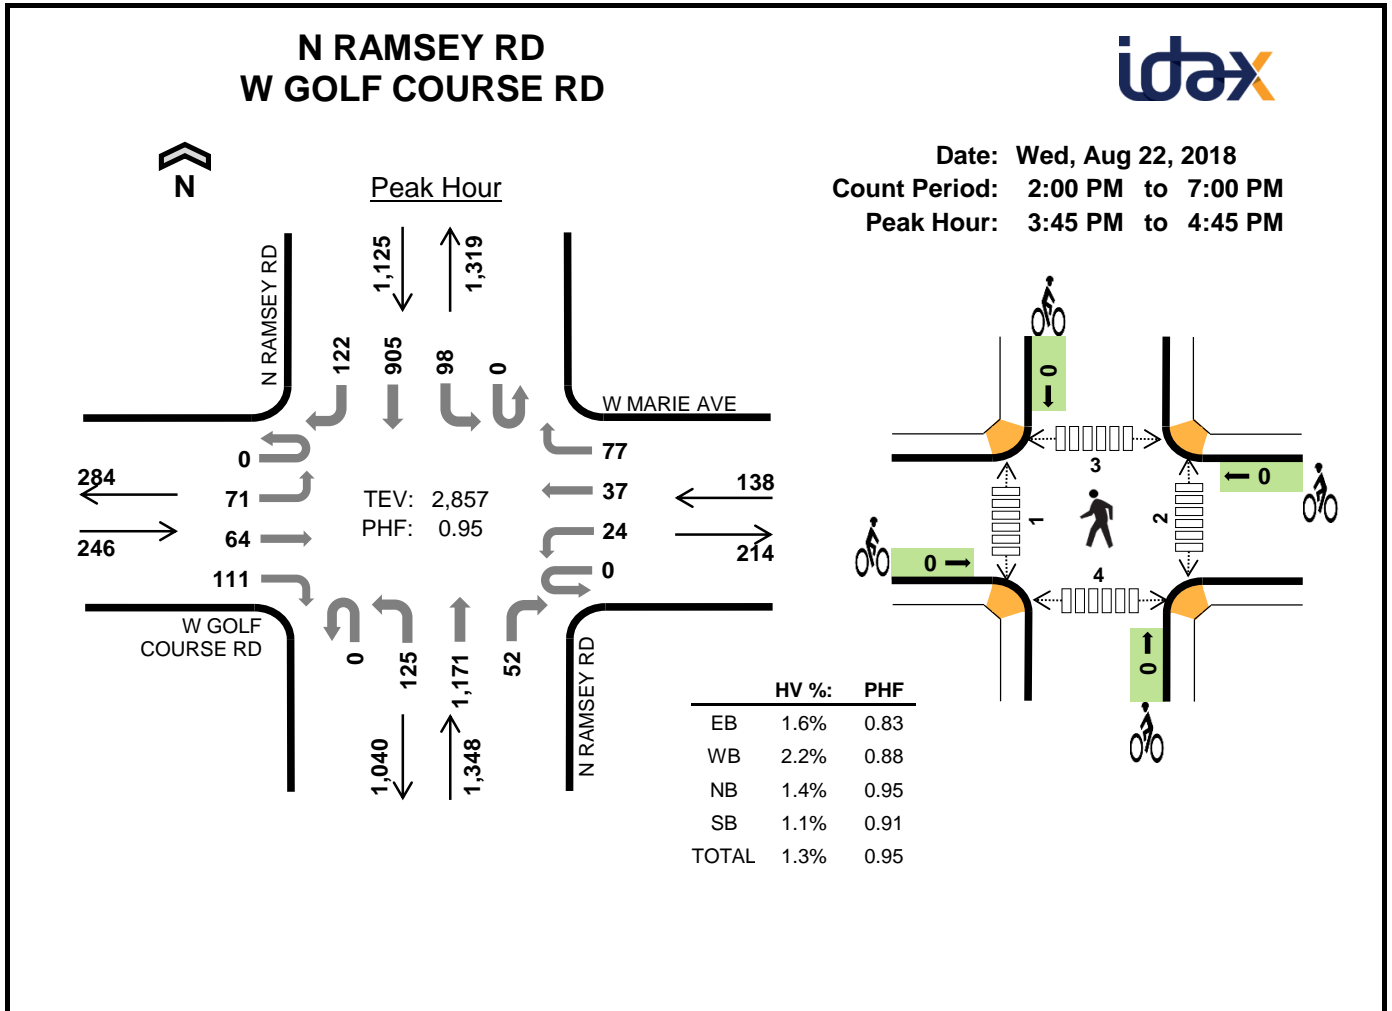 N RAMSEY RD
W GOLF COURSE RD
idax
Date: Wed, Aug 22, 2018
Count Period: 2:00 PM to 7:00 PM
Peak Hour: 3:45 PM to 4:45 PM
N
Peak Hour
N RAMSEY RD
1,125
1,319
122
905
98
0
W MARIE AVE
0
71
64
111
284
246
TEV: 2,857
PHF: 0.95
77
37
24
0
138
214
W GOLF
COURSE RD
0
125
1,171
52
N RAMSEY RD
1,040
1,348
0
0
0
0
3
1
2
4
HV %: PHF
EB 1.6% 0.83
WB 2.2% 0.88
NB 1.4% 0.95
SB 1.1% 0.91
TOTAL 1.3% 0.95